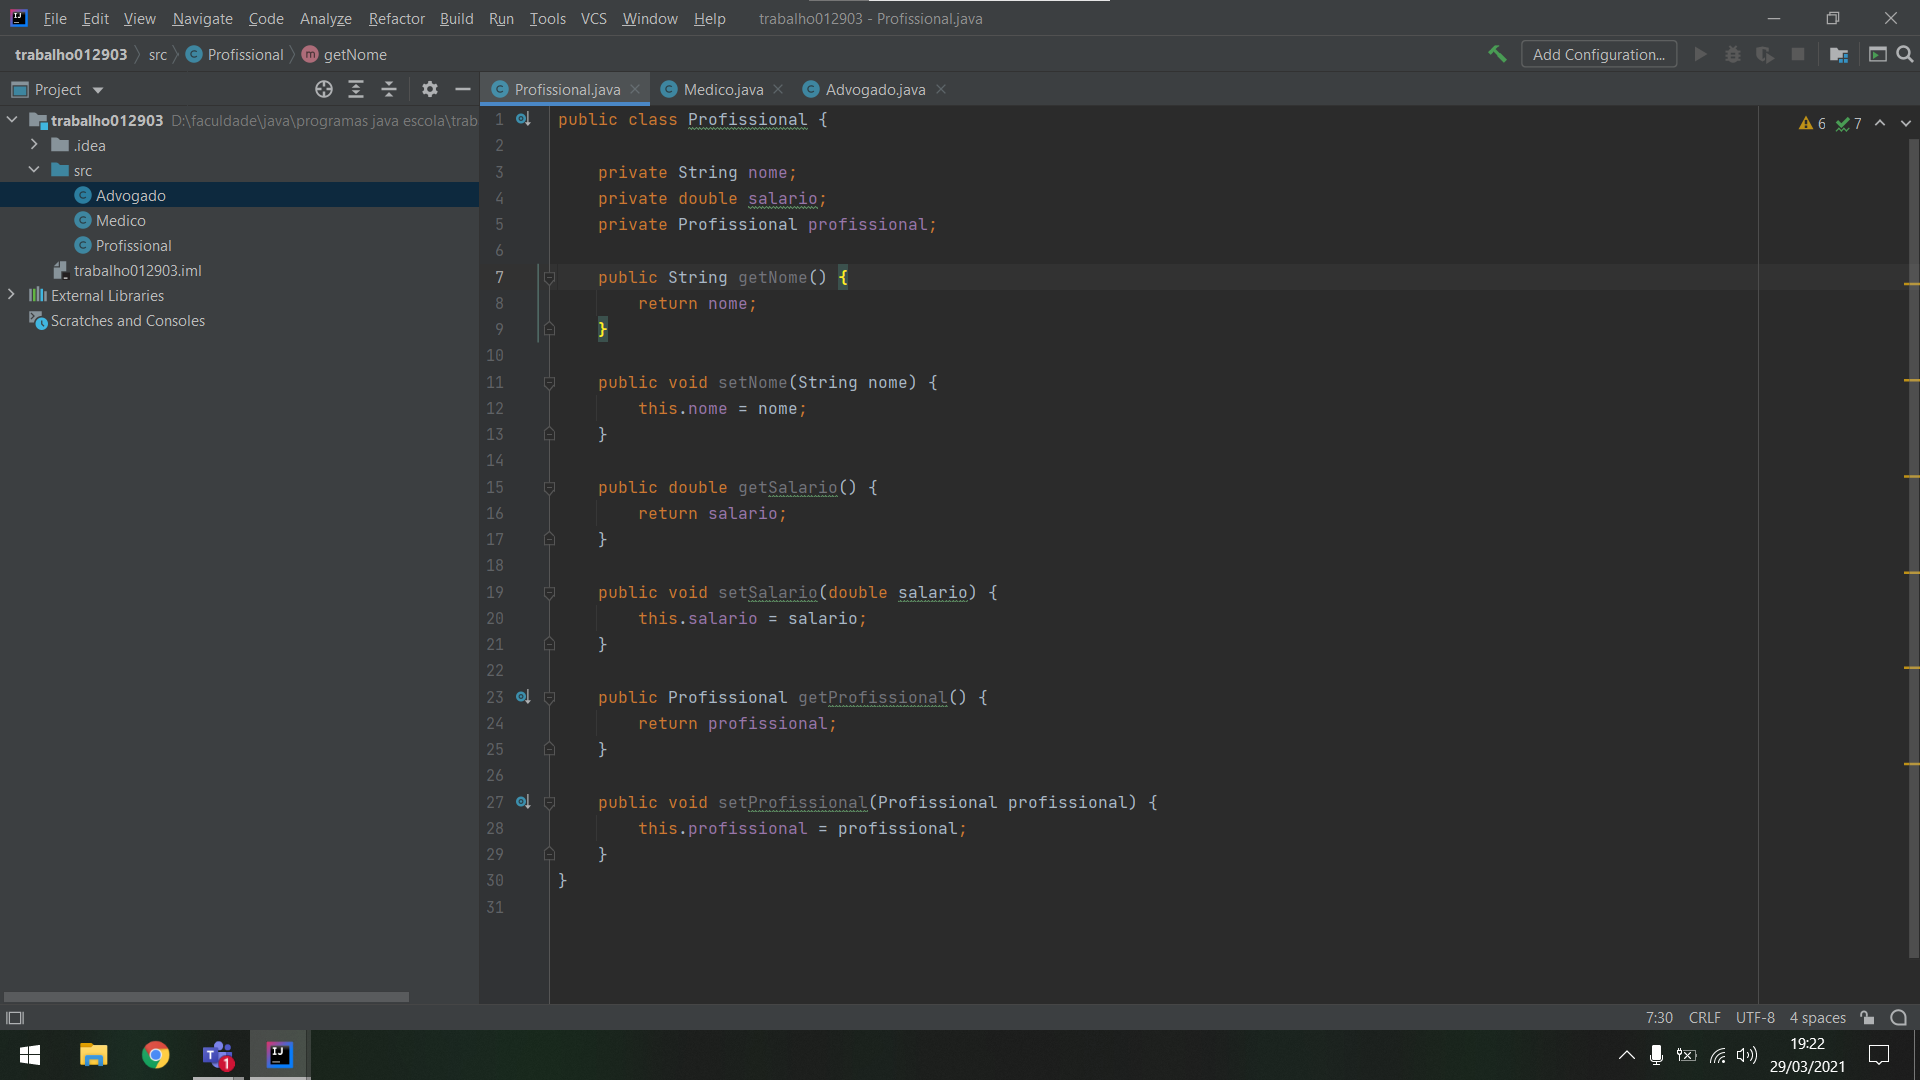 File Edit View Navigate Code Analyze Refactor Build Run Tools VCS Window Help trabalho012903 - Profissional.java
trabalho012903 src Profissional getNome Add Configuration...
Project Profissional.java Medico.java Advogado.java
trabalho012903 D:\faculdade\java\programas java escola\trab
.idea
src
Advogado
Medico
Profissional
trabalho012903.iml
External Libraries
Scratches and Consoles
6 7
1 public class Profissional {
2
3 private String nome;
4 private double salario;
5 private Profissional profissional;
6
7 public String getNome() {
8 return nome;
9 }
10
11 public void setNome(String nome) {
12 this.nome = nome;
13 }
14
15 public double getSalario() {
16 return salario;
17 }
18
19 public void setSalario(double salario) {
20 this.salario = salario;
21 }
22
23 public Profissional getProfissional() {
24 return profissional;
25 }
26
27 public void setProfissional(Profissional profissional) {
28 this.profissional = profissional;
29 }
30 }
31
7:30 CRLF UTF-8 4 spaces
19:22
29/03/2021